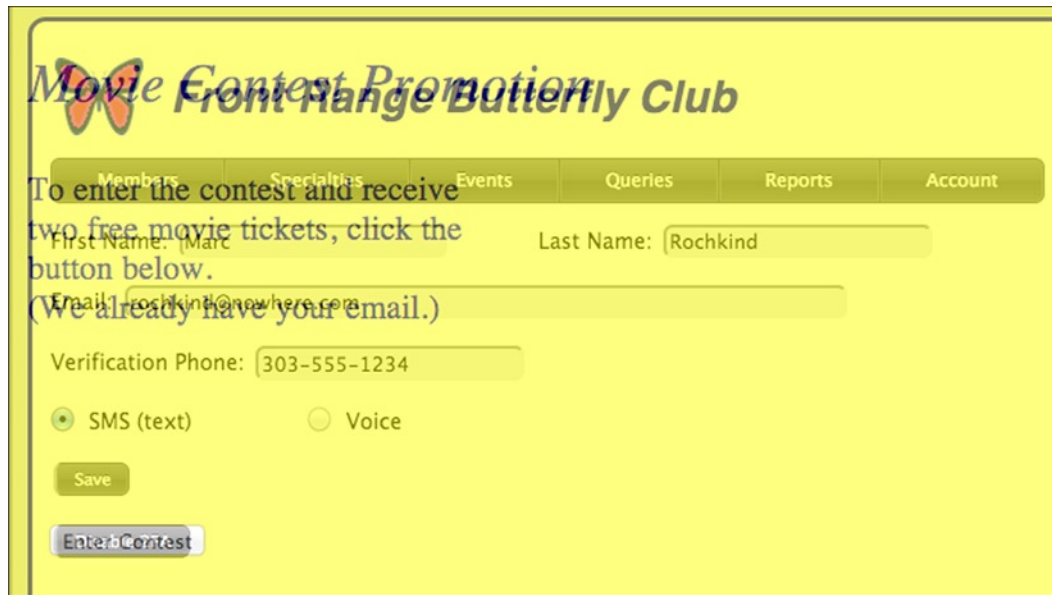 Movie Contest Promotion
Front Range Butterfly Club
Members Specialties Events Queries Reports Account
To enter the contest and receive
two free movie tickets, click the
First Name: Marc Last Name: Rochkind
button below.
Email: rochkind@nowhere.com
(We already have your email.)
Verification Phone: 303-555-1234
SMS (text) Voice
Save
Enter Contest